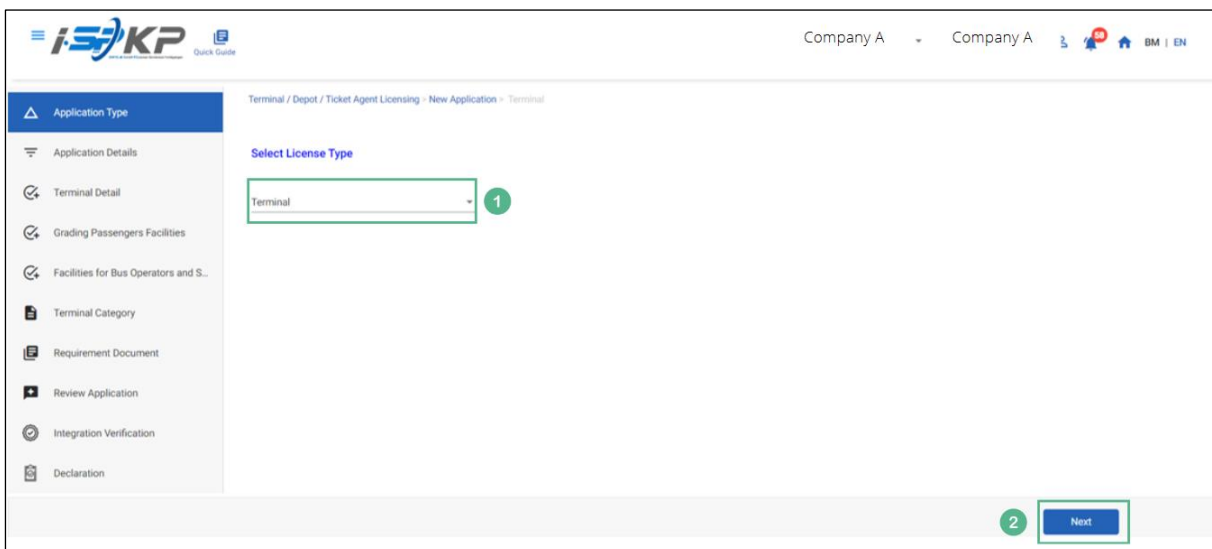 i-SPKP
Quick Guide
Company A
Company A
58
BM | EN
Terminal / Depot / Ticket Agent Licensing > New Application > Terminal
Application Type
Application Details
Terminal Detail
Grading Passengers Facilities
Facilities for Bus Operators and S...
Terminal Category
Requirement Document
Review Application
Integration Verification
Declaration
Select License Type
Terminal
1
2
Next